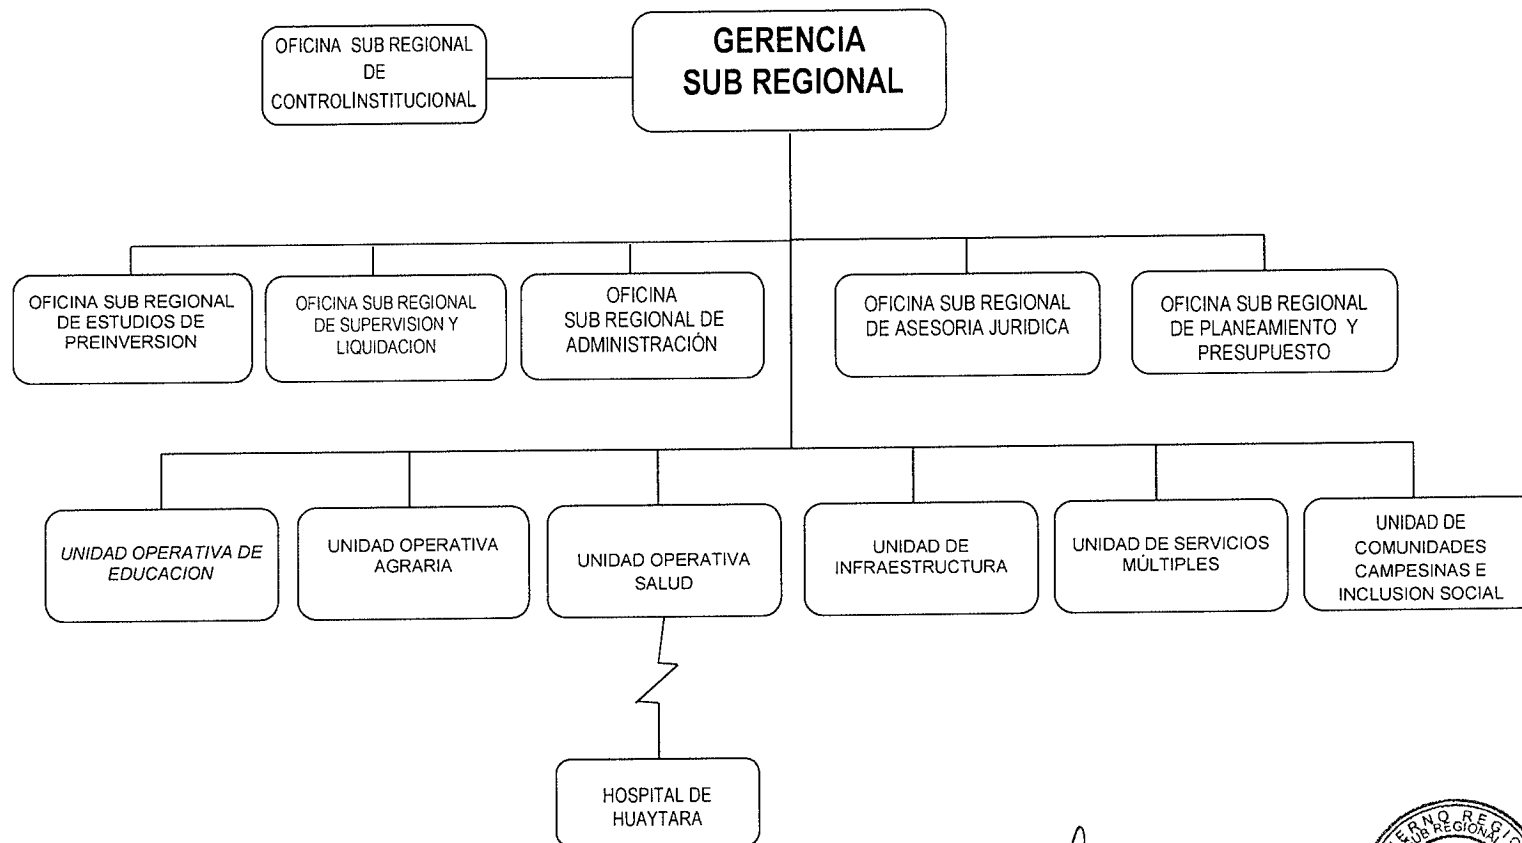 OFICINA SUB REGIONAL
DE
CONTROLINSTITUCIONAL
GERENCIA
SUB REGIONAL
OFICINA SUB REGIONAL
DE ESTUDIOS DE
PREINVERSION
OFICINA SUB REGIONAL
DE SUPERVISION Y
LIQUIDACION
OFICINA
SUB REGIONAL DE
ADMINISTRACIÓN
OFICINA SUB REGIONAL
DE ASESORIA JURIDICA
OFICINA SUB REGIONAL
DE PLANEAMIENTO Y
PRESUPUESTO
UNIDAD OPERATIVA DE
EDUCACION
UNIDAD OPERATIVA
AGRARIA
UNIDAD OPERATIVA
SALUD
UNIDAD DE
INFRAESTRUCTURA
UNIDAD DE SERVICIOS
MÚLTIPLES
UNIDAD DE
COMUNIDADES
CAMPESINAS E
INCLUSION SOCIAL
HOSPITAL DE
HUAYTARA
SUB REGIONAL